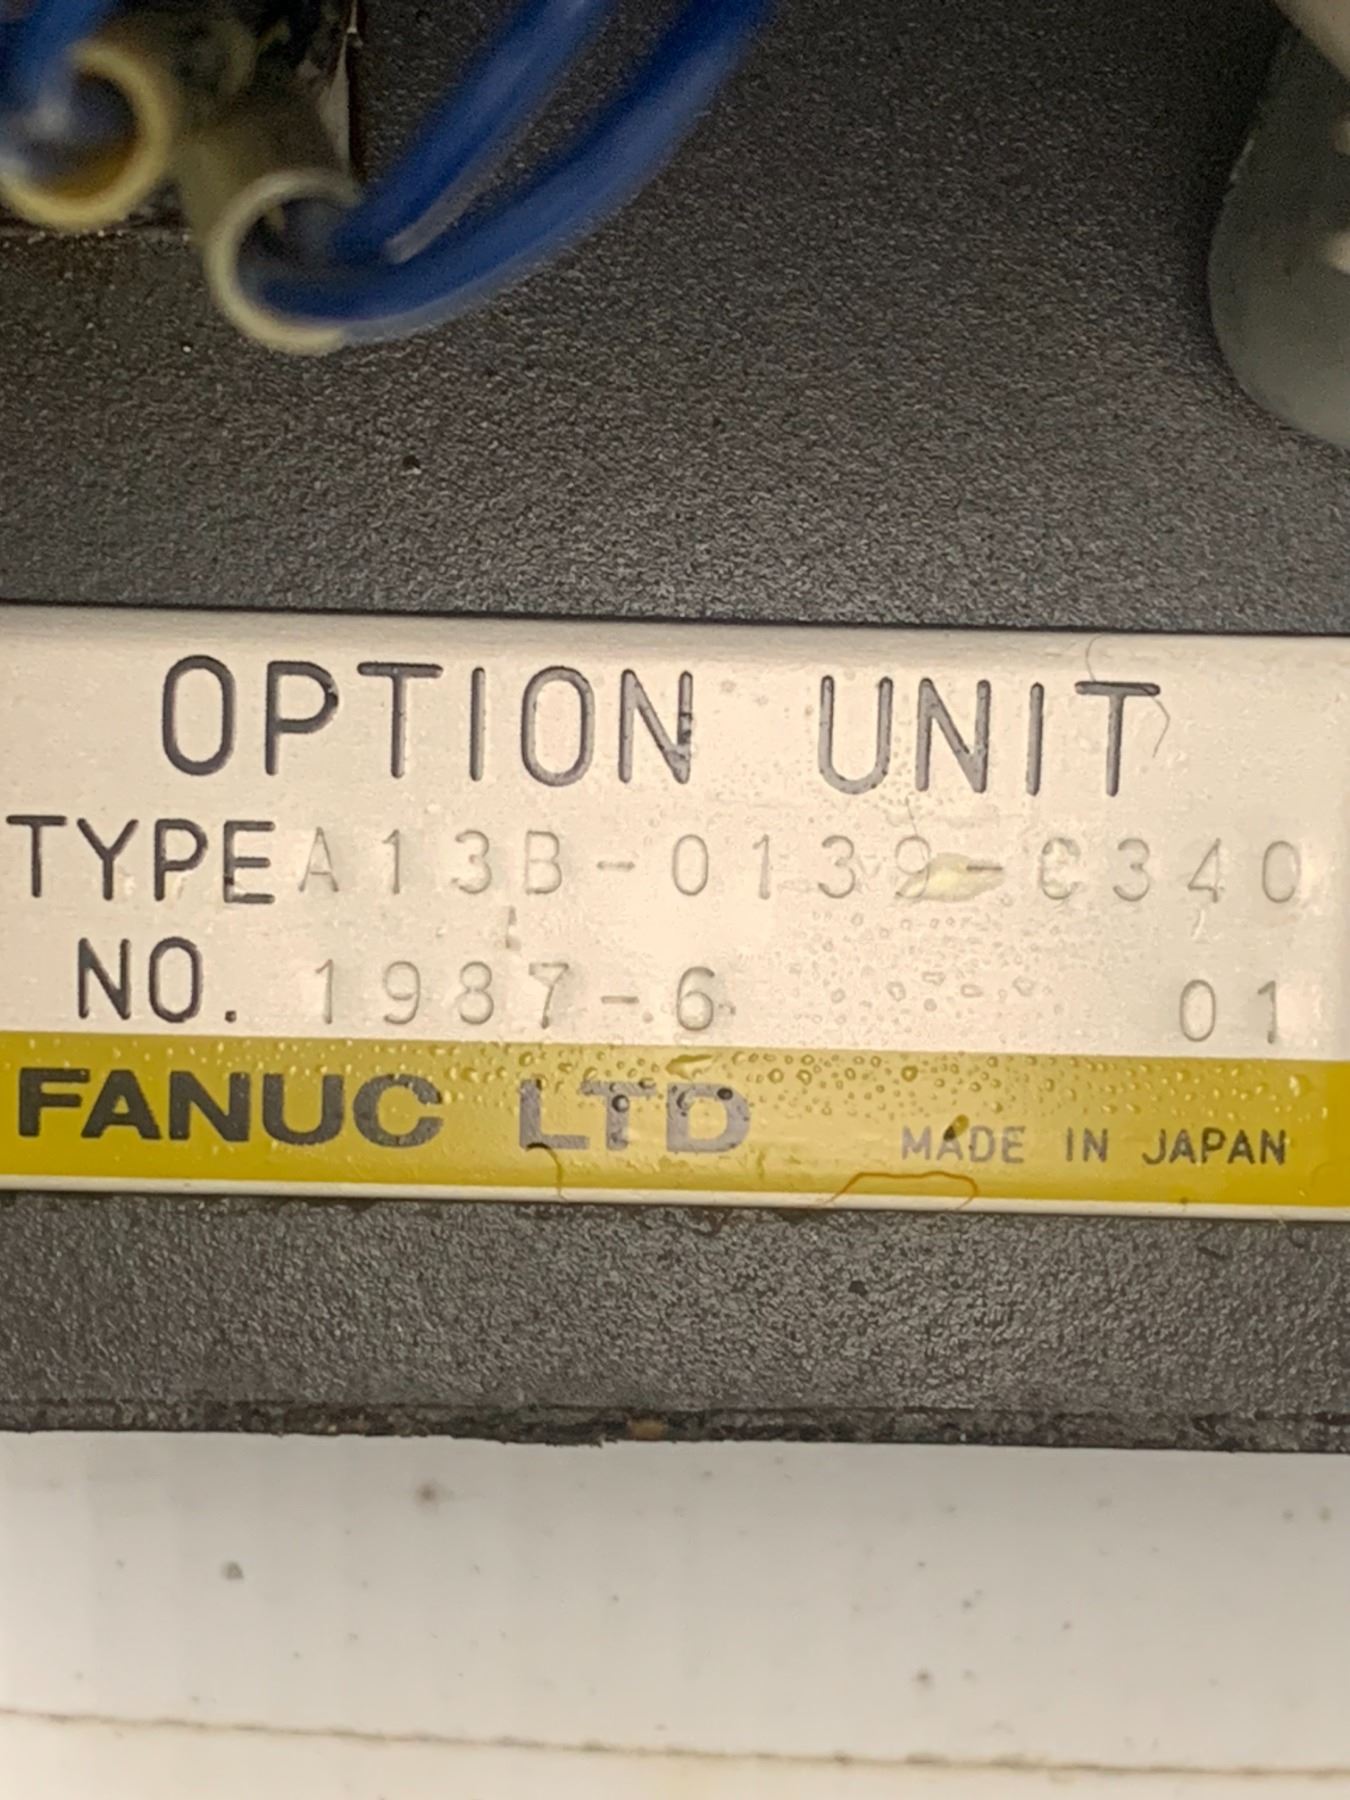 OPTION UNIT
TYPE A13B-0139-C340
NO. 1987-6 01
FANUC LTD MADE IN JAPAN